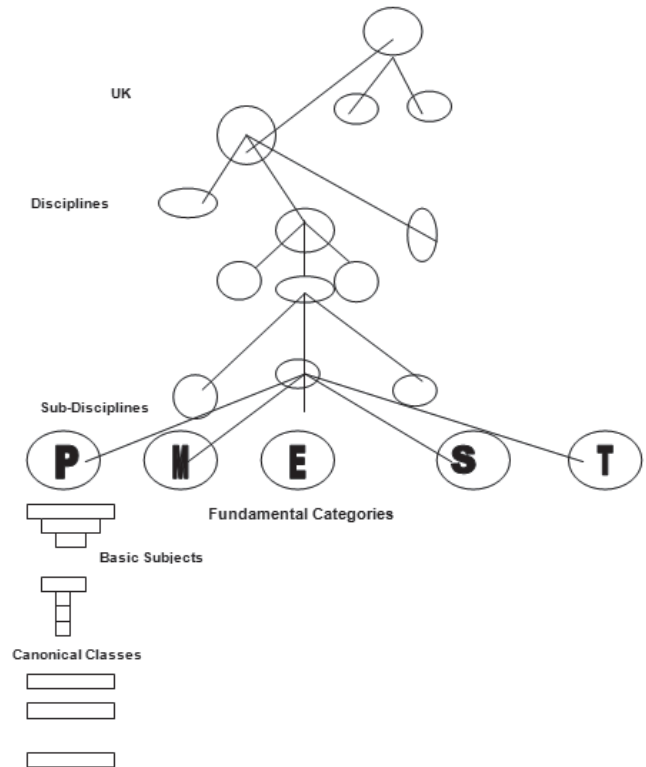 UK
Disciplines
Sub-Disciplines
P M E S T
Fundamental Categories
Basic Subjects
Canonical Classes